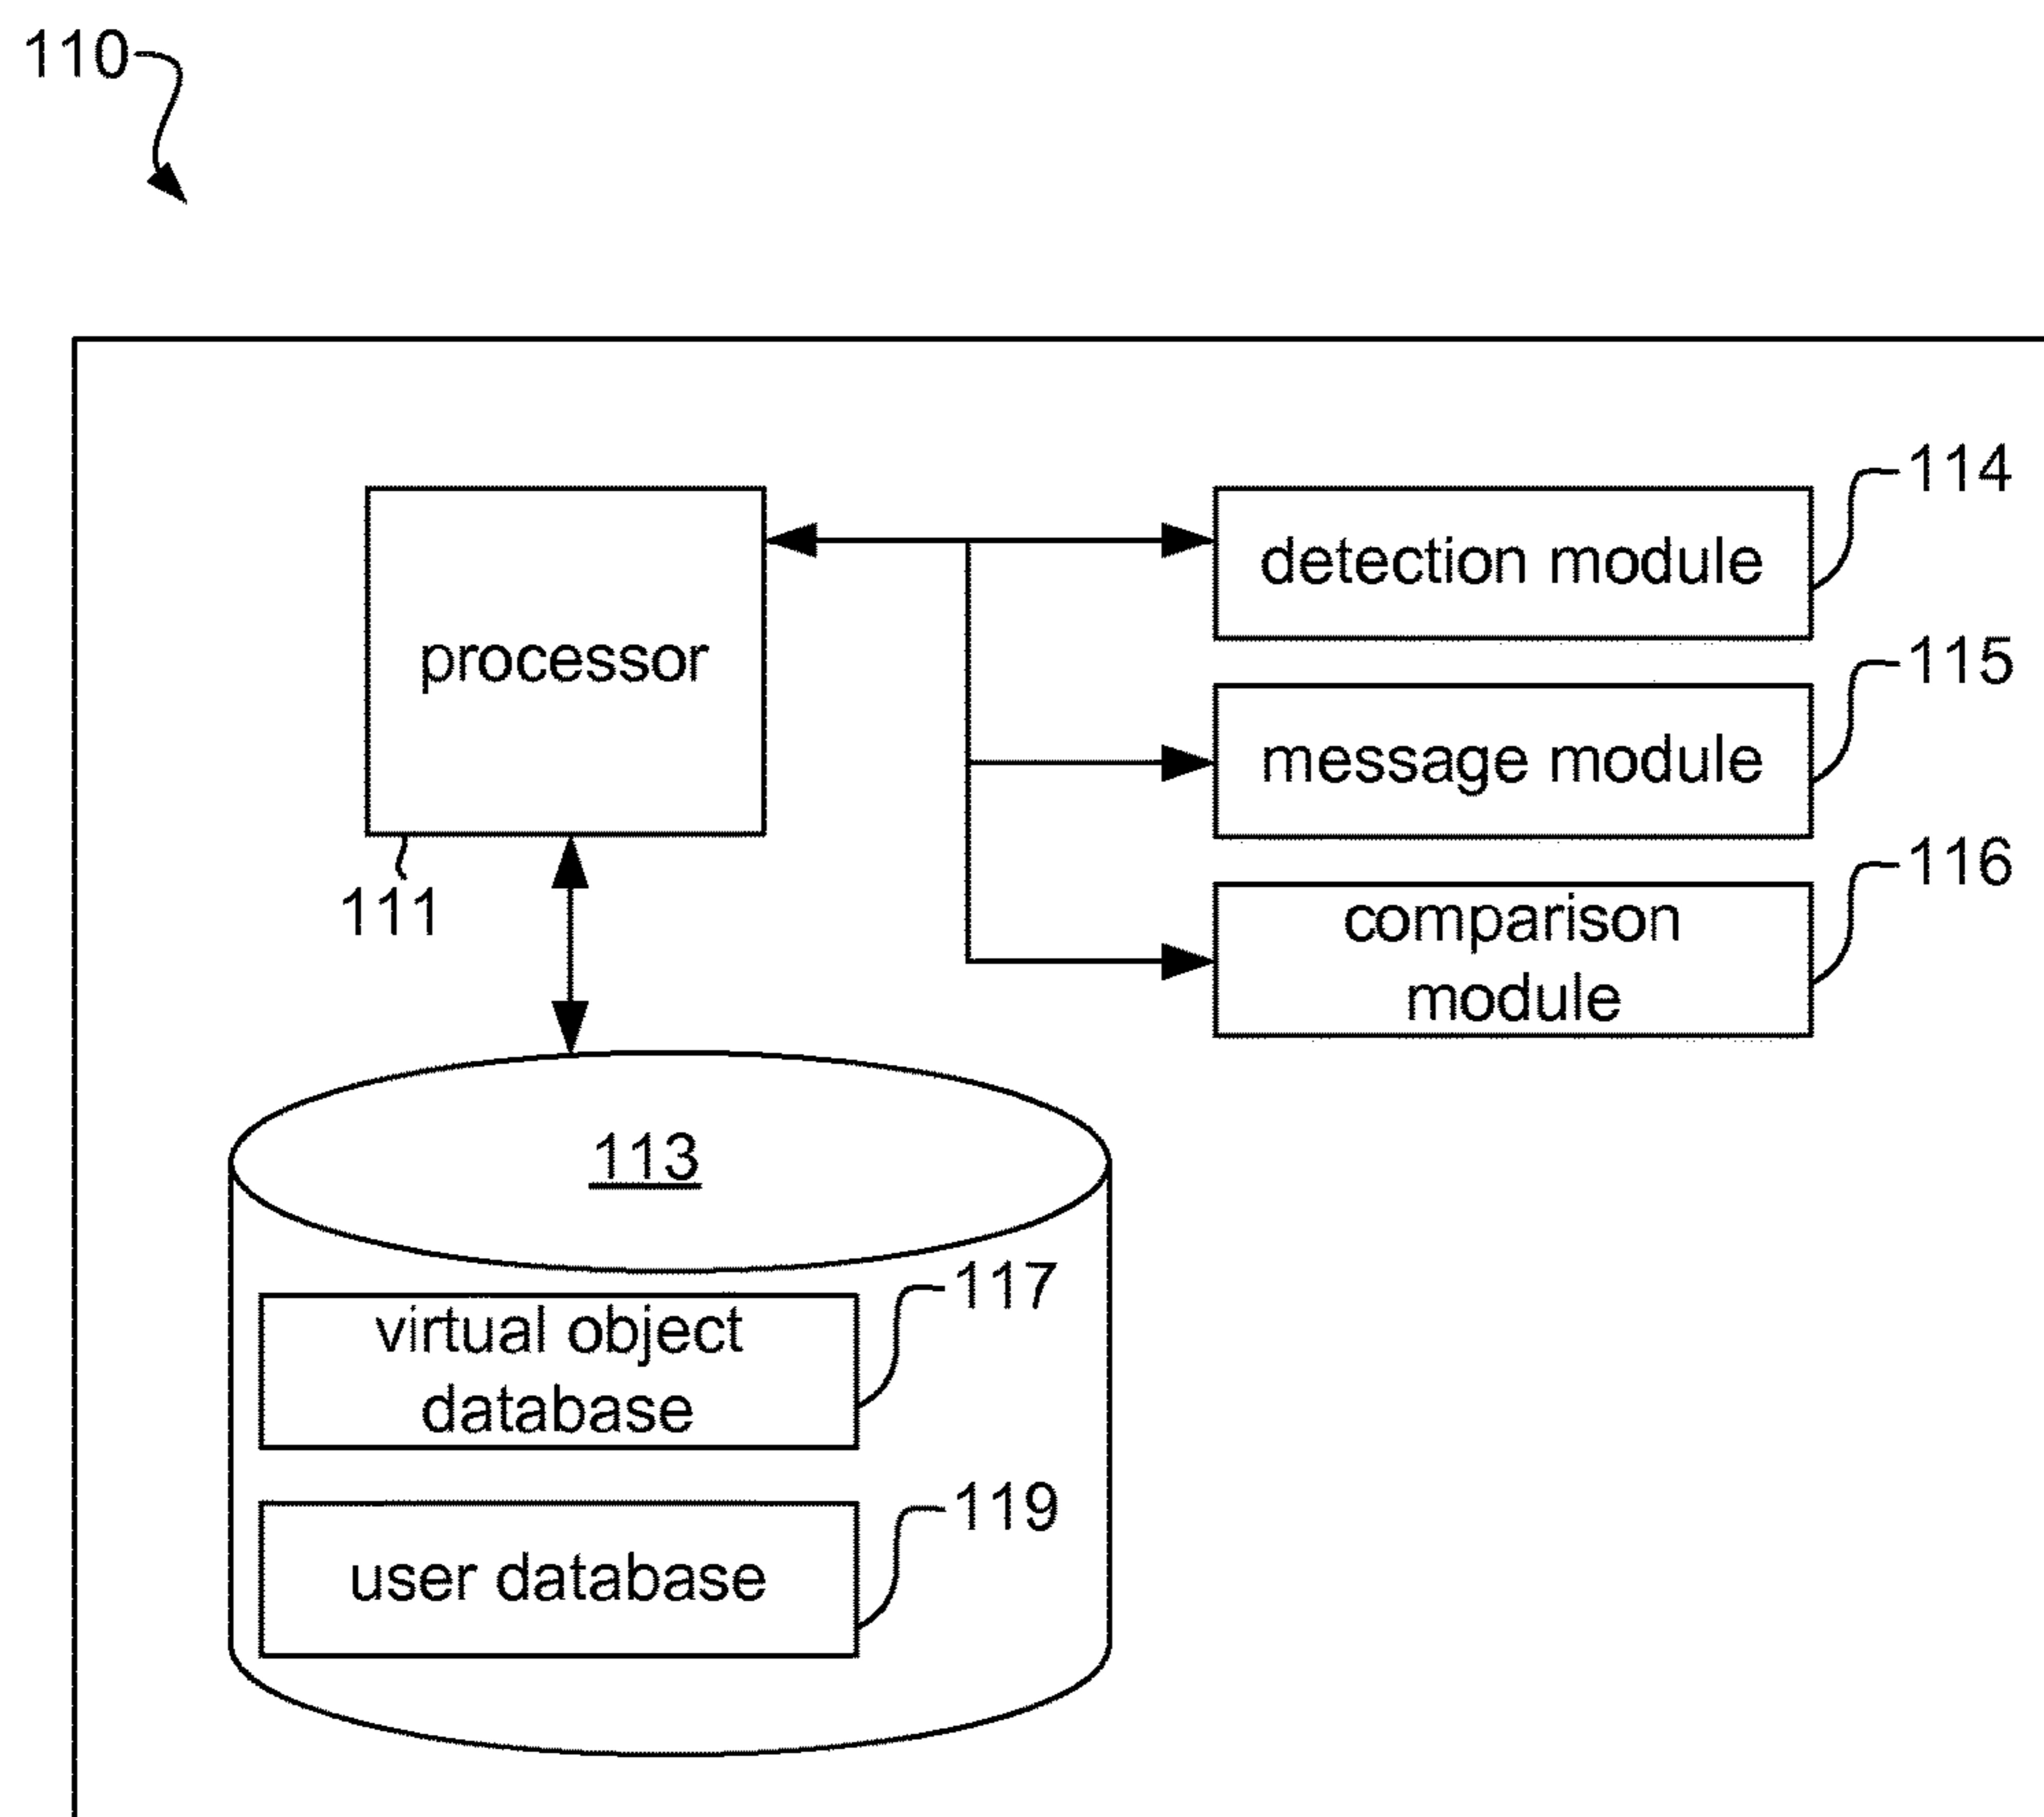 110
114
detection module
processor
115
message module
116
111
comparison
module
113
117
virtual object
database
119
user database